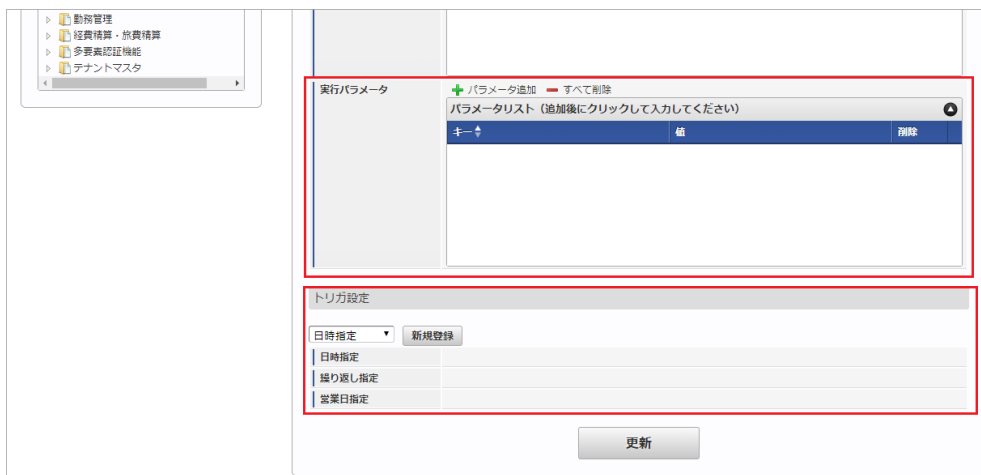 勤務管理
経費精算・旅費精算
多要素認証機能
テナントマスタ
実行パラメータ
パラメータ追加 すべて削除
パラメータリスト（追加後にクリックして入力してください）
キー 値 削除
トリガ設定
日時指定 新規登録
日時指定
繰り返し指定
営業日指定
更新